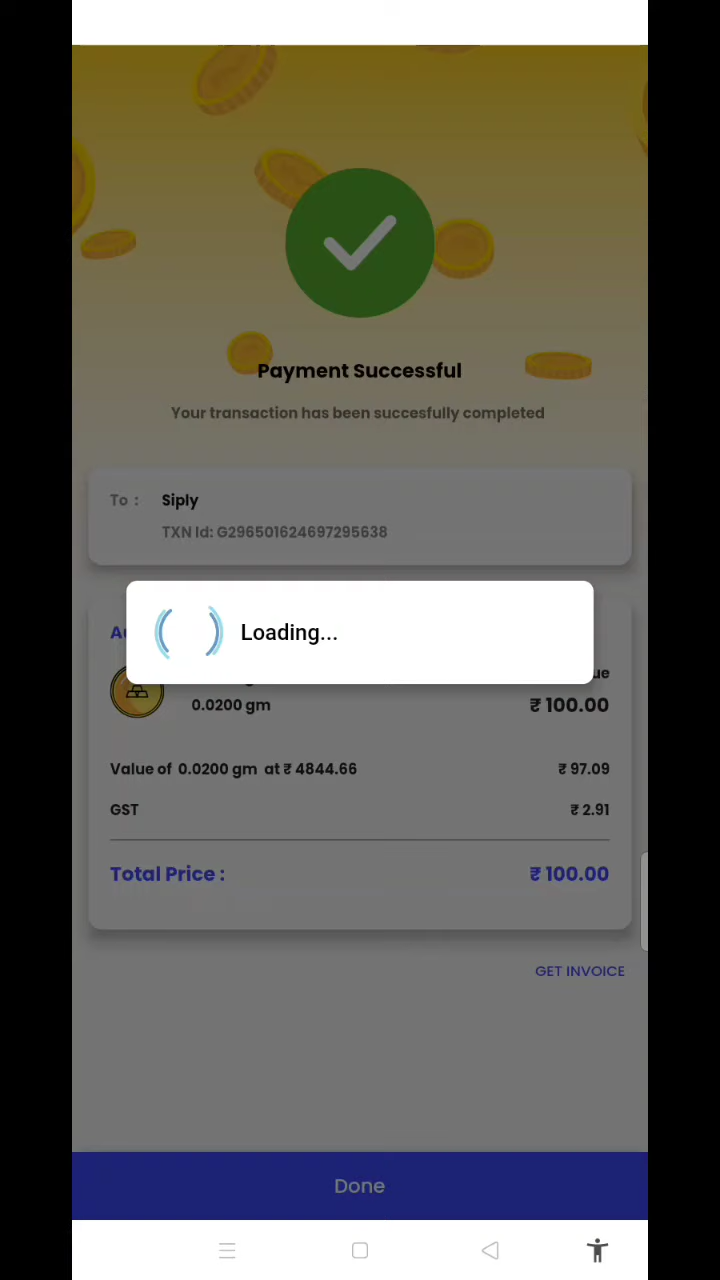 Payment Successful
Your transaction has been succesfully completed
To : Siply
TXN Id: G296501624697295638
Loading...
0.0200 gm ₹ 100.00
Value of 0.0200 gm at ₹ 4844.66 ₹ 97.09
GST ₹ 2.91
Total Price : ₹ 100.00
GET INVOICE
Done